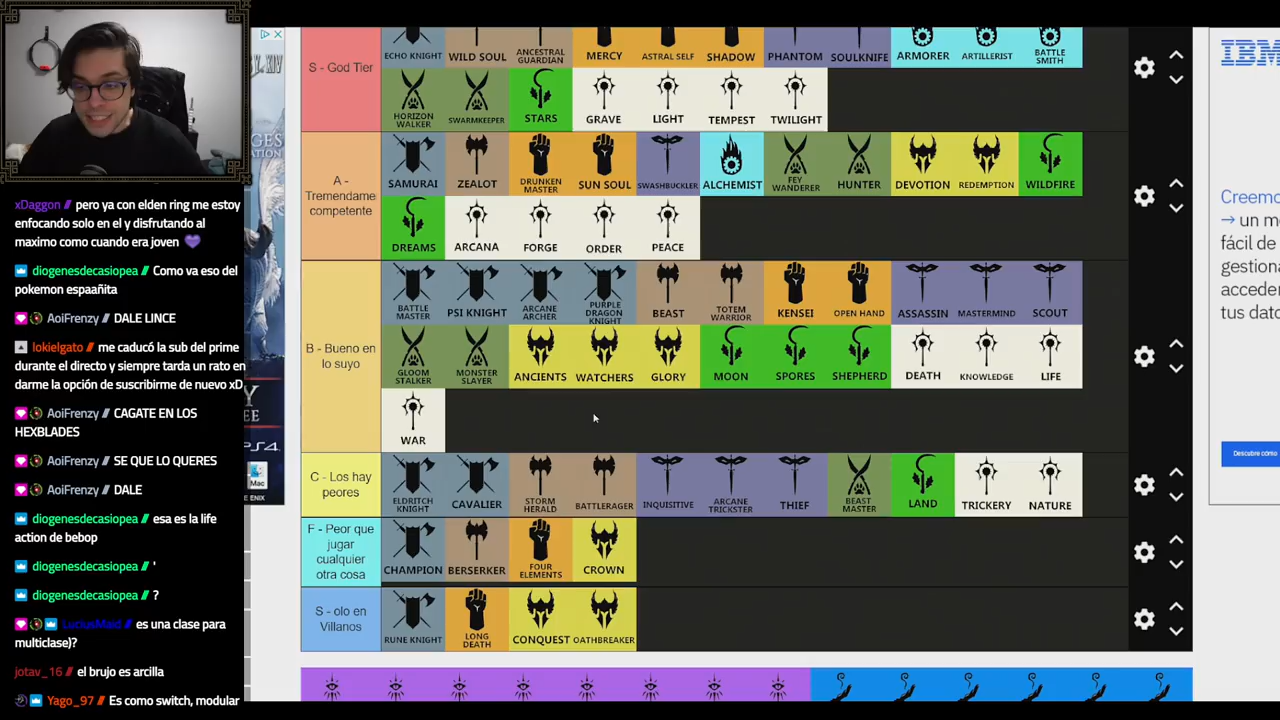 xDaggon // pero ya con elden ring me estoy
enfocando solo en el y disfrutando al
maximo como cuando era joven
diogenesdecasiopea // Como va eso del
pokemon espaañita
AoiFrenzy // DALE LINCE
lokielgato // me caducó la sub del prime
durante el directo y siempre tarda un rato en
darme la opción de suscribirme de nuevo xD
AoiFrenzy // CAGATE EN LOS
HEXBLADES
AoiFrenzy // SE QUE LO QUERES
AoiFrenzy // DALE
diogenesdecasiopea // esa es la life
action de bebop
diogenesdecasiopea // '
diogenesdecasiopea // ?
LuciusMaid // es una clase para
multiclase)?
jotav_16 // el brujo es arcilla
Yago_97 // Es como switch, modular
S - God Tier
ECHO KNIGHT
WILD SOUL
ANCESTRAL GUARDIAN
MERCY
ASTRAL SELF
SHADOW
PHANTOM
SOULKNIFE
ARMORER
ARTILLERIST
BATTLE SMITH
HORIZON WALKER
SWARMKEEPER
STARS
GRAVE
LIGHT
TEMPEST
TWILIGHT
A -
Tremendame
competente
SAMURAI
ZEALOT
DRUNKEN MASTER
SUN SOUL
SWASHBUCKLER
ALCHEMIST
FEY WANDERER
HUNTER
DEVOTION
REDEMPTION
WILDFIRE
DREAMS
ARCANA
FORGE
ORDER
PEACE
B - Bueno en
lo suyo
BATTLE MASTER
PSI KNIGHT
ARCANE ARCHER
PURPLE DRAGON KNIGHT
BEAST
TOTEM WARRIOR
KENSEI
OPEN HAND
ASSASSIN
MASTERMIND
SCOUT
GLOOM STALKER
MONSTER SLAYER
ANCIENTS
WATCHERS
GLORY
MOON
SPORES
SHEPHERD
DEATH
KNOWLEDGE
LIFE
WAR
C - Los hay
peores
ELDRITCH KNIGHT
CAVALIER
STORM HERALD
BATTLERAGER
INQUISITIVE
ARCANE TRICKSTER
THIEF
BEAST MASTER
LAND
TRICKERY
NATURE
F - Peor que
jugar
cualquier
otra cosa
CHAMPION
BERSERKER
FOUR ELEMENTS
CROWN
S - olo en
Villanos
RUNE KNIGHT
LONG DEATH
CONQUEST
OATHBREAKER
PS4
Mac
ENIX
IBM
Creemo
→ un m
fácil de
gestiona
acceder
tus dato
Descubre cómo